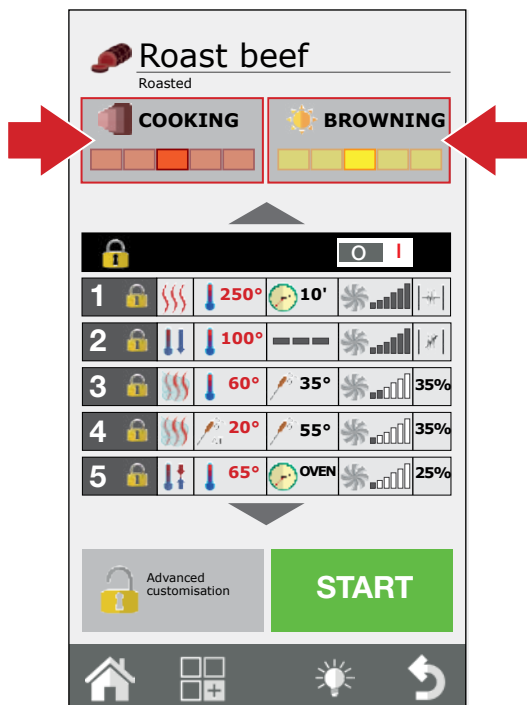 Roast beef
Roasted
COOKING BROWNING
O I
1 250° 10'
2 100°
3 60° 35° 35%
4 20° 55° 35%
5 65° OVEN 25%
Advanced
customisation
START